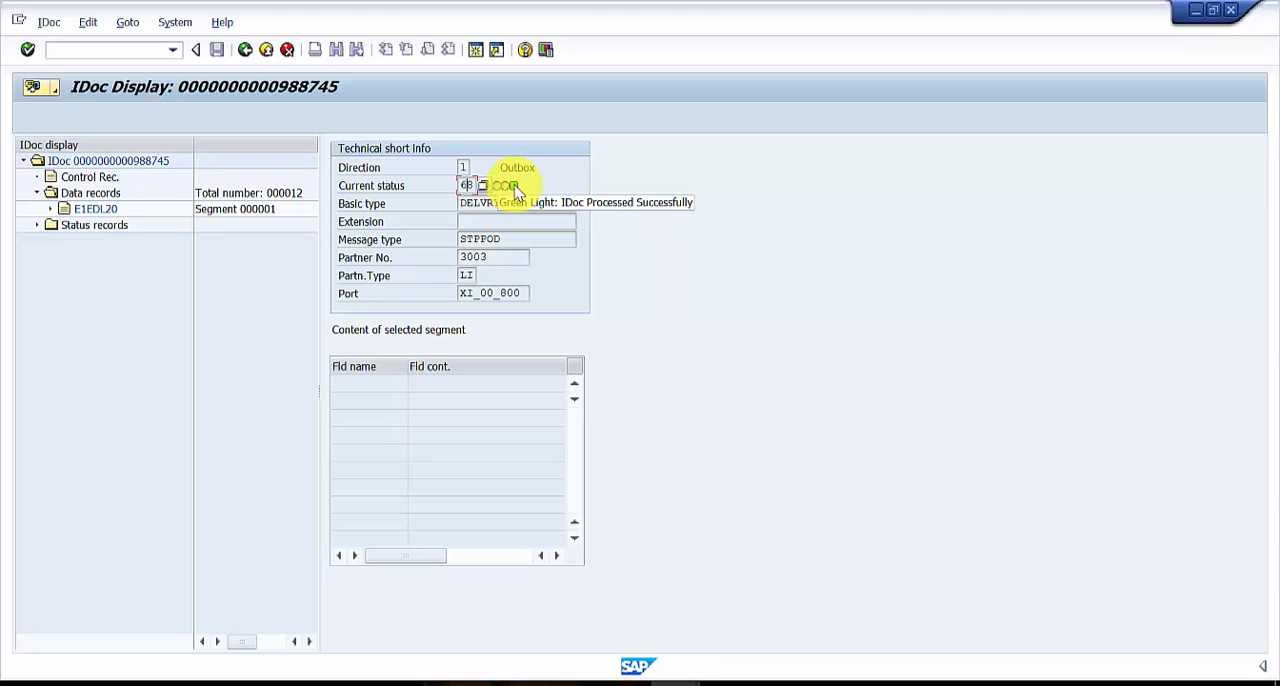 IDoc Edit Goto System Help
IDoc Display: 0000000000988745
IDoc display
IDoc 0000000000988745
Control Rec.
Data records Total number: 000012
E1EDL20 Segment 000001
Status records
Technical short info
Direction 1 Outbox
Current status 68
Green Light: IDoc Processed Successfully
Basic type
Extension
Message type STPPOD
Partner No. 3003
Partn.Type LI
Port XI_00_800
Content of selected segment
Fld name Fld cont.
SAP